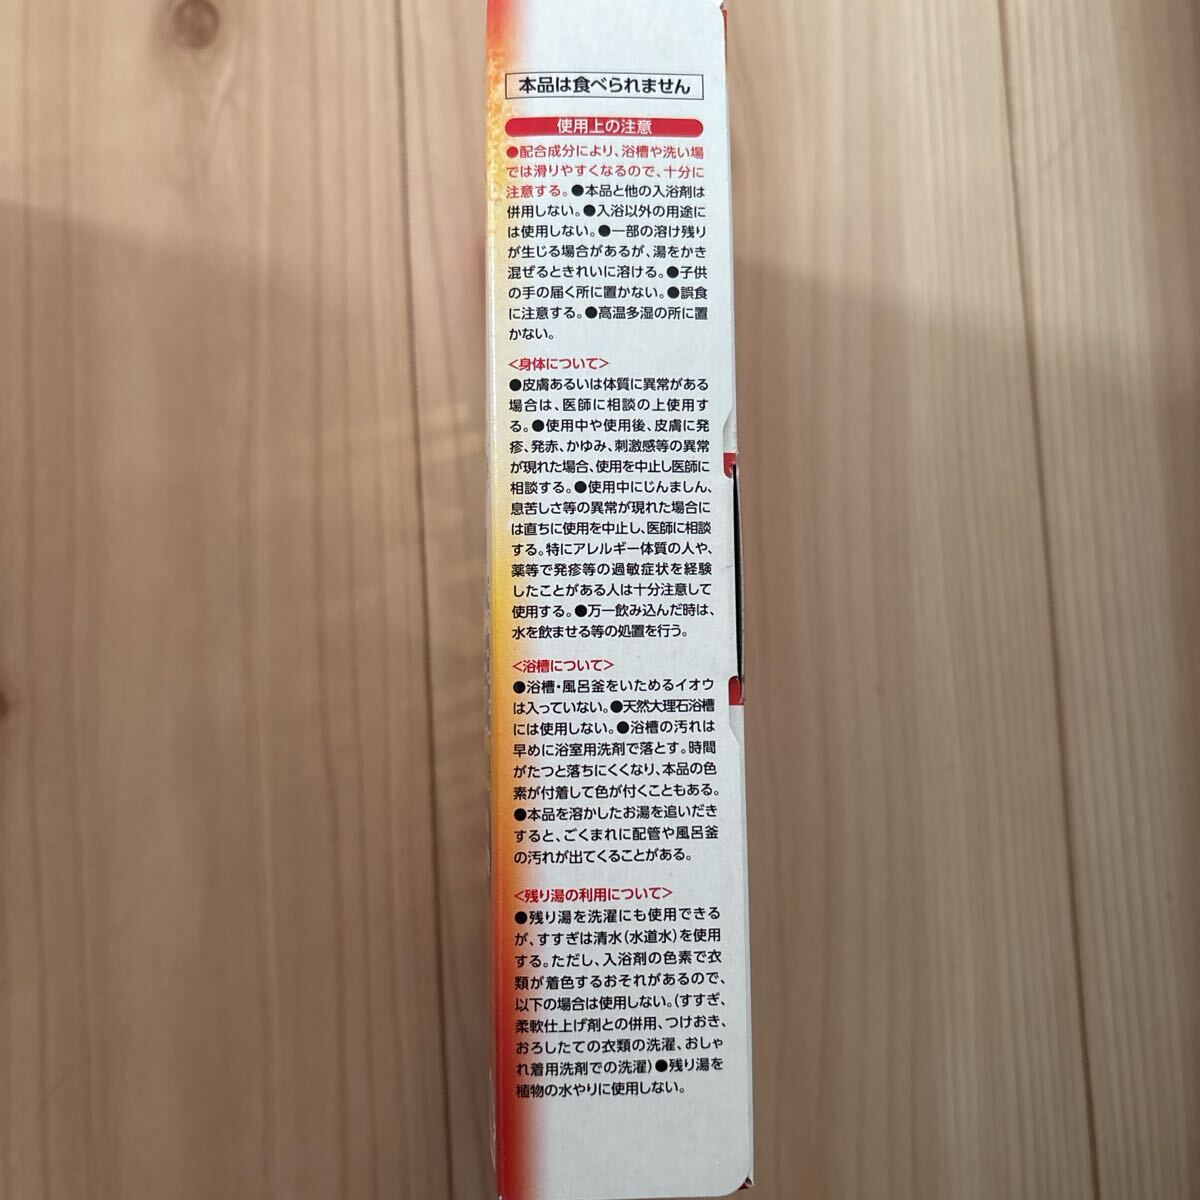 本品は食べられません
使用上の注意
●配合成分により、浴槽や洗い場
では滑りやすくなるので、十分に
注意する。●本品と他の入浴剤は
併用しない。●入浴以外の用途に
は使用しない。●一部の溶け残り
が生じる場合があるが、湯をかき
混ぜるときれいに溶ける。●子供
の手の届く所に置かない。●誤食
に注意する。●高温多湿の所に置
かない。
<身体について>
●皮膚あるいは体質に異常がある
場合は、医師に相談の上使用す
る。●使用中や使用後、皮膚に発
疹、発赤、かゆみ、刺激感等の異常
が現れた場合、使用を中止し医師に
相談する。●使用中にじんましん、
息苦しさ等の異常が現れた場合に
は直ちに使用を中止し、医師に相談
する。特にアレルギー体質の人や、
薬等で発疹等の過敏症状を経験
したことがある人は十分注意して
使用する。●万一飲み込んだ時は、
水を飲ませる等の処置を行う。
<浴槽について>
●浴槽・風呂釜をいためるイオウ
は入っていない。●天然大理石浴槽
には使用しない。●浴槽の汚れは
早めに浴室用洗剤で落とす。時間
がたつと落ちにくくなり、本品の色
素が付着して色が付くこともある。
●本品を溶かしたお湯を追いだき
すると、ごくまれに配管や風呂釜
の汚れが出てくることがある。
<残り湯の利用について>
●残り湯を洗濯にも使用できる
が、すすぎは清水(水道水)を使用
する。ただし、入浴剤の色素で衣
類が着色するおそれがあるので、
以下の場合は使用しない。(すすぎ、
柔軟仕上げ剤との併用、つけおき、
おろしたての衣類の洗濯、おしゃ
れ着用洗剤での洗濯)●残り湯を
植物の水やりに使用しない。